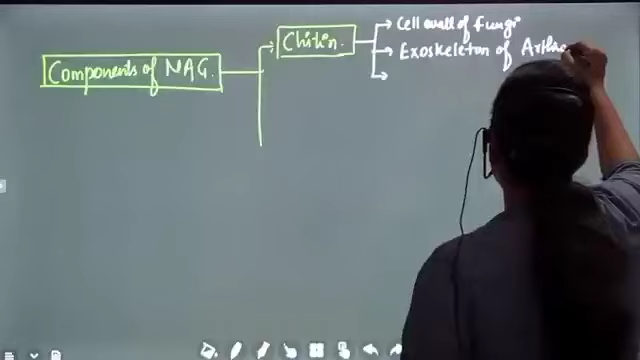 Components of NAG.
Chitin.
Cell wall of fungi
Exoskeleton of